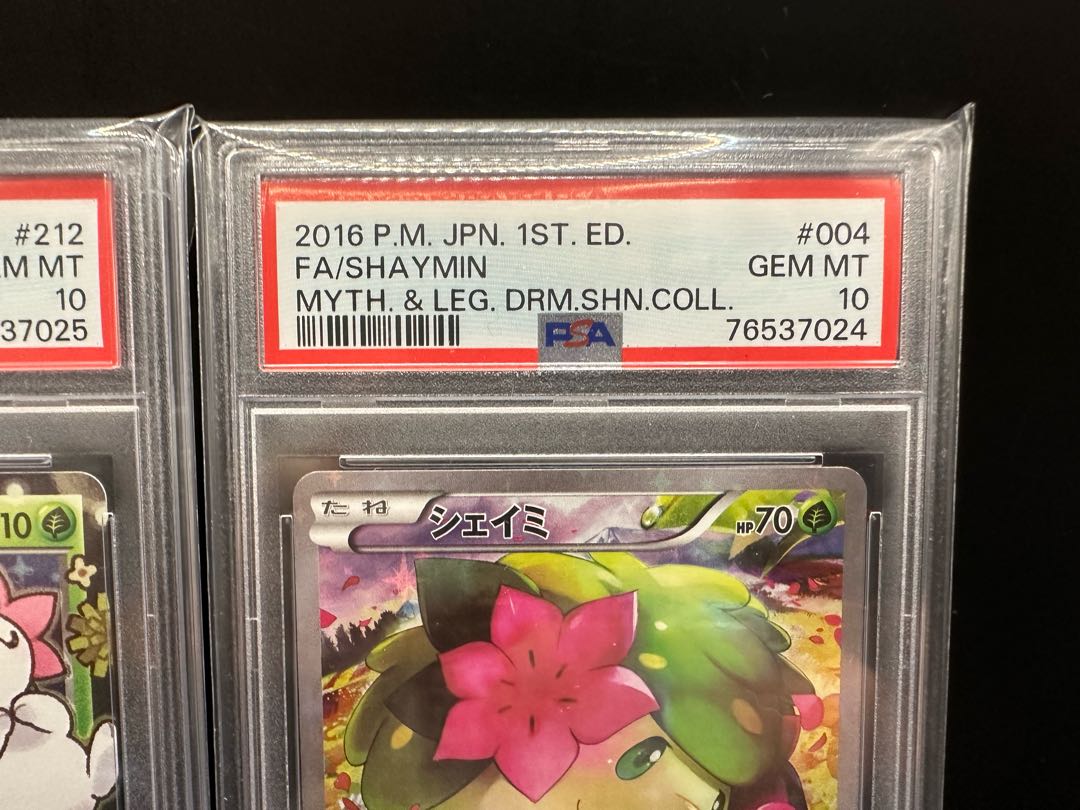 #212
MT
10
37025
10
2016 P.M. JPN. 1ST. ED. #004
FA/SHAYMIN GEM MT
MYTH. & LEG. DRM.SHN.COLL. 10
PSA 76537024
たね シェイミ HP70